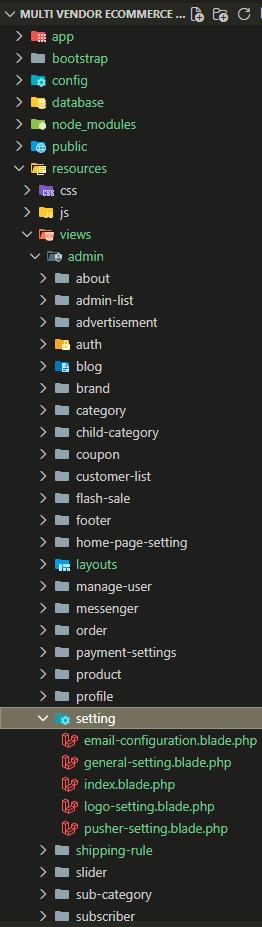 MULTI VENDOR ECOMMERCE ...
app
bootstrap
config
database
node_modules
public
resources
css
js
views
admin
about
admin-list
advertisement
auth
blog
brand
category
child-category
coupon
customer-list
flash-sale
footer
home-page-setting
layouts
manage-user
messenger
order
payment-settings
product
profile
setting
email-configuration.blade.php
general-setting.blade.php
index.blade.php
logo-setting.blade.php
pusher-setting.blade.php
shipping-rule
slider
sub-category
subscriber